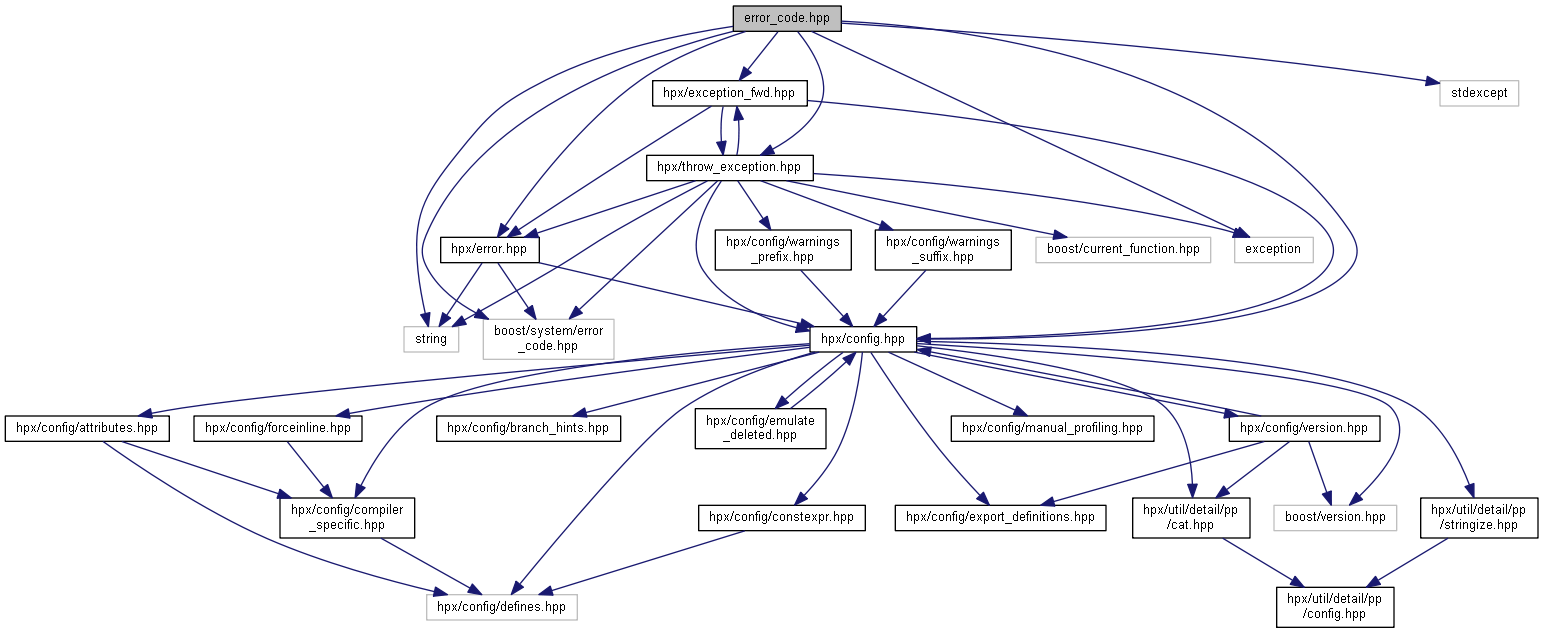 error_code.hpp
hpx/exception_fwd.hpp
stdexcept
hpx/throw_exception.hpp
hpx/error.hpp
hpx/config/warnings
_prefix.hpp
hpx/config/warnings
_suffix.hpp
boost/current_function.hpp
exception
string
boost/system/error
_code.hpp
hpx/config.hpp
hpx/config/attributes.hpp
hpx/config/forceinline.hpp
hpx/config/branch_hints.hpp
hpx/config/emulate
_deleted.hpp
hpx/config/manual_profiling.hpp
hpx/config/version.hpp
hpx/config/compiler
_specific.hpp
hpx/config/constexpr.hpp
hpx/config/export_definitions.hpp
hpx/util/detail/pp
/cat.hpp
boost/version.hpp
hpx/util/detail/pp
/stringize.hpp
hpx/config/defines.hpp
hpx/util/detail/pp
/config.hpp